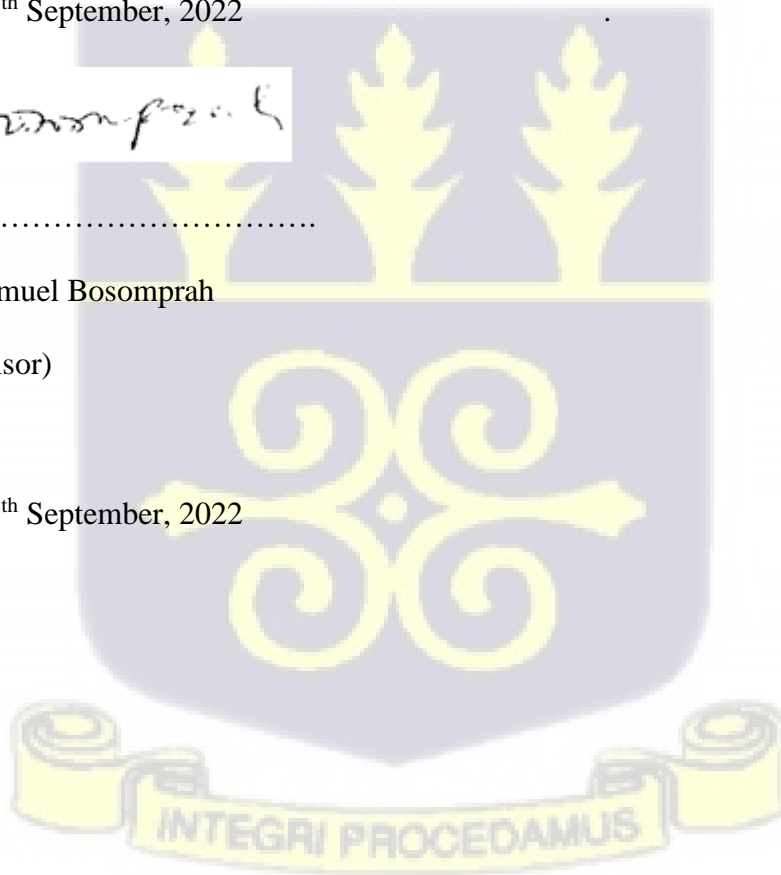 th September, 2022 .
………………………….
muel Bosomprah
sor)
th September, 2022
INTEGRI PROCEDAMUS